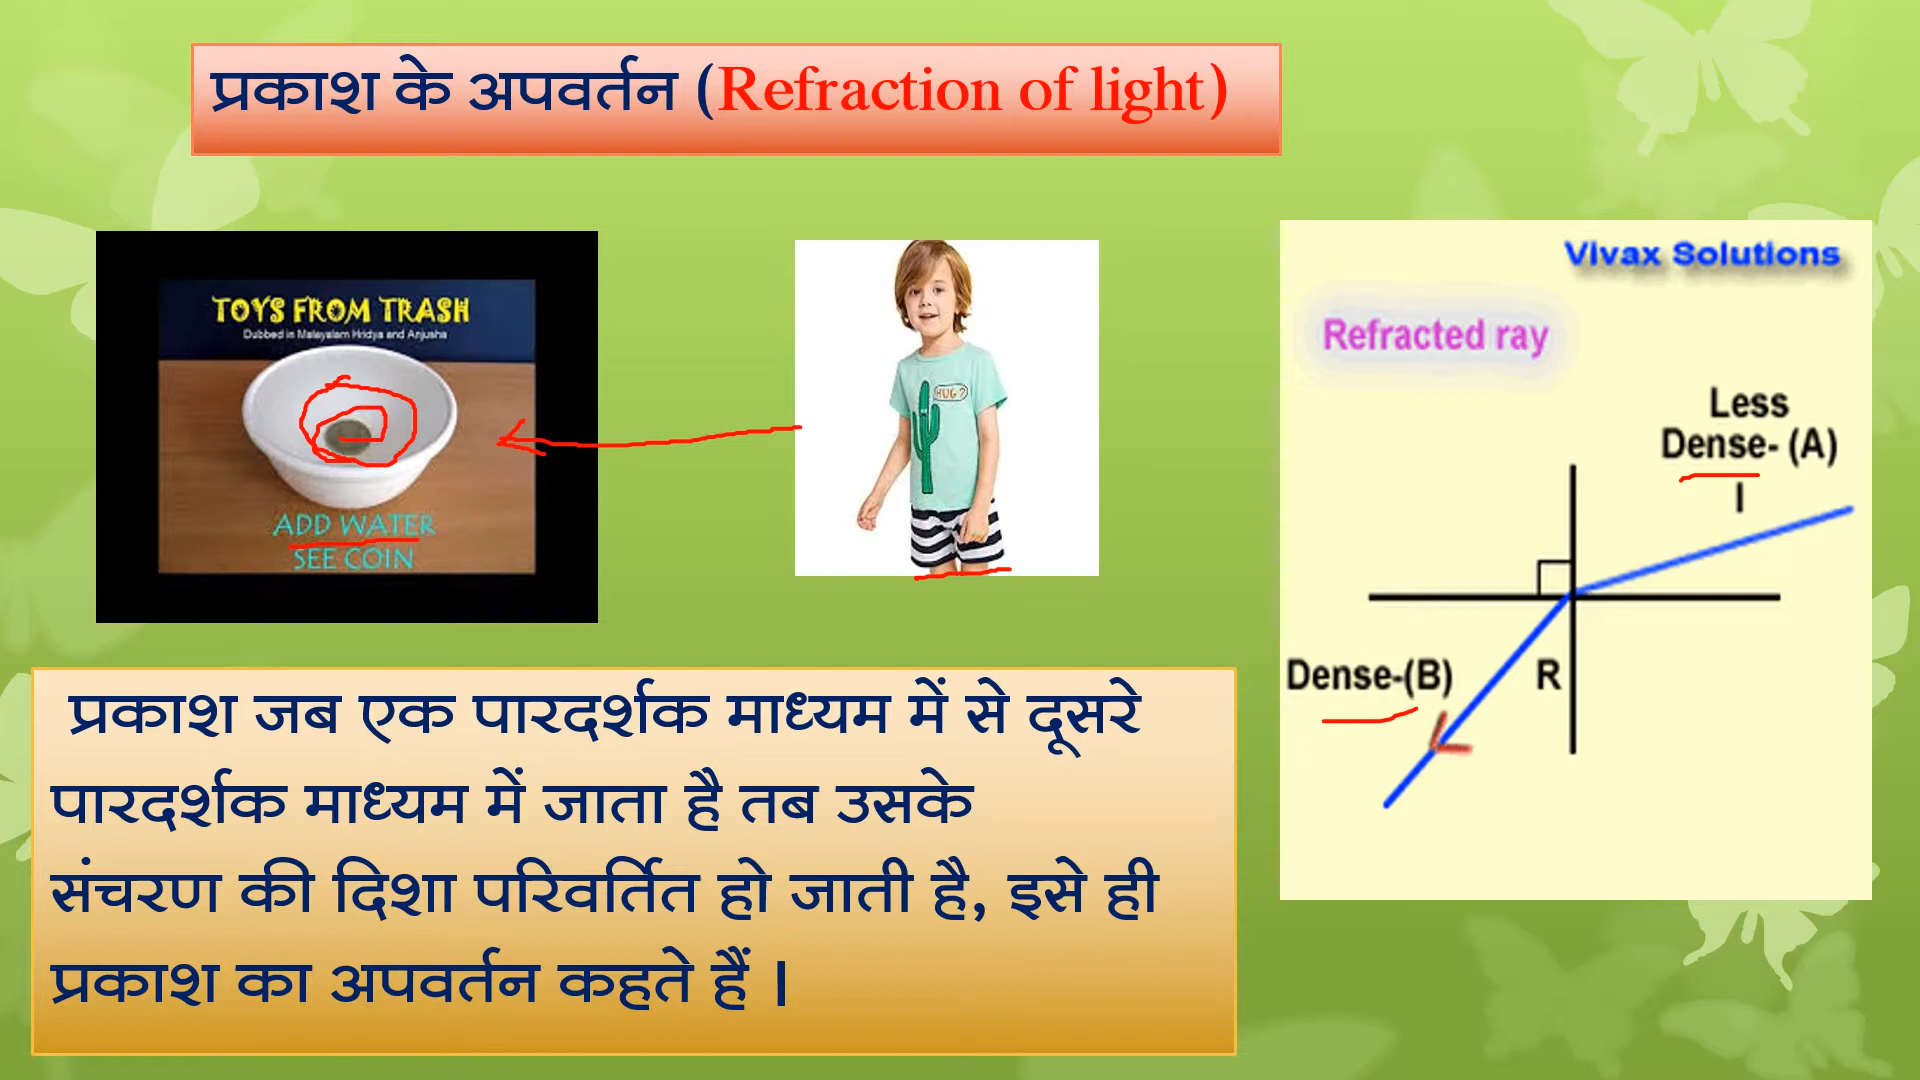 प्रकाश के अपवर्तन (Refraction of light)
TOYS FROM TRASH
Dubbed in Malayalam Hridya and Anjusha
ADD WATER
SEE COIN
HUG?
Vivax Solutions
Refracted ray
Less
Dense- (A)
I
Dense-(B)
R
प्रकाश जब एक पारदर्शक माध्यम में से दूसरे
पारदर्शक माध्यम में जाता है तब उसके
संचरण की दिशा परिवर्तित हो जाती है, इसे ही
प्रकाश का अपवर्तन कहते हैं ।